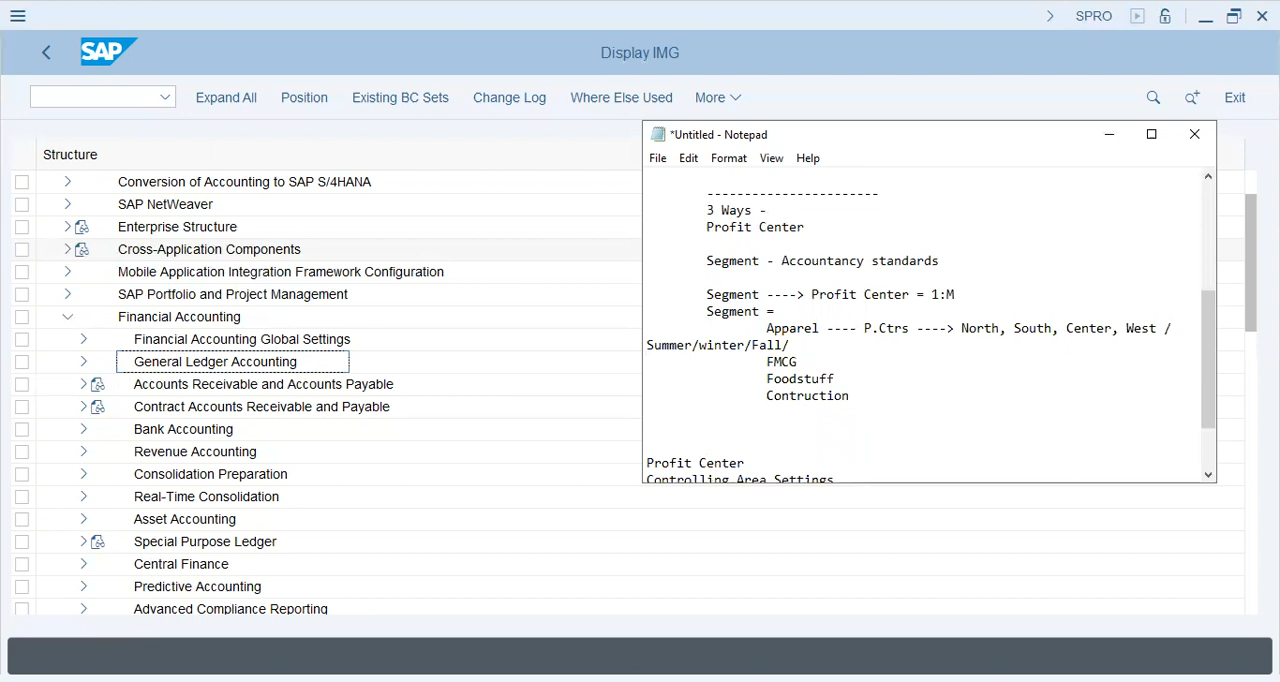 SPRO
SAP
Display IMG
Expand All
Position
Existing BC Sets
Change Log
Where Else Used
More
Exit
Structure
Conversion of Accounting to SAP S/4HANA
SAP NetWeaver
Enterprise Structure
Cross-Application Components
Mobile Application Integration Framework Configuration
SAP Portfolio and Project Management
Financial Accounting
Financial Accounting Global Settings
General Ledger Accounting
Accounts Receivable and Accounts Payable
Contract Accounts Receivable and Payable
Bank Accounting
Revenue Accounting
Consolidation Preparation
Real-Time Consolidation
Asset Accounting
Special Purpose Ledger
Central Finance
Predictive Accounting
Advanced Compliance Reporting
*Untitled - Notepad
File Edit Format View Help
-----------------------
3 Ways -
Profit Center
Segment - Accountancy standards
Segment ----> Profit Center = 1:M
Segment =
Apparel ---- P.Ctrs ----> North, South, Center, West /
Summer/winter/Fall/
FMCG
Foodstuff
Contruction
Profit Center
Controlling Area Settings